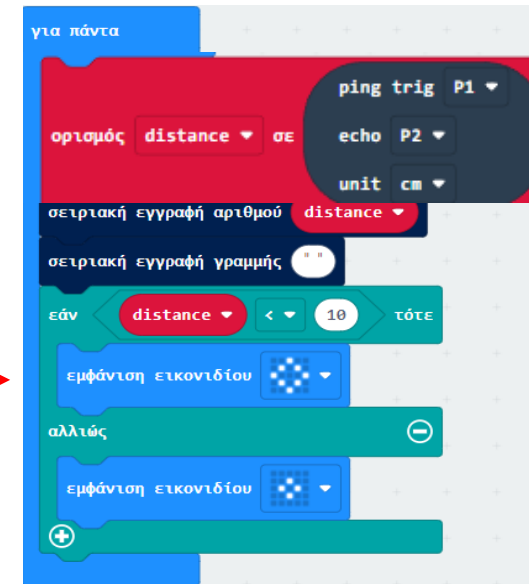 για πάντα
ορισμός distance σε ping trig P1
echo P2
unit cm
σειριακή εγγραφή αριθμού distance
σειριακή εγγραφή γραμμής " "
εάν distance < 10 τότε
εμφάνιση εικονιδίου
αλλιώς
εμφάνιση εικονιδίου